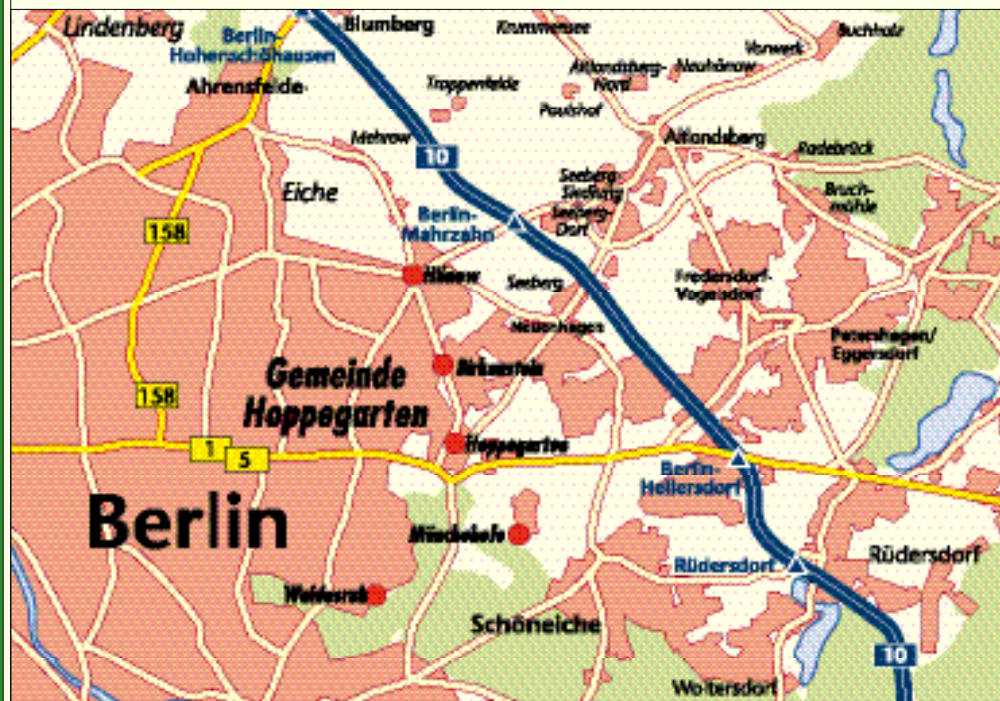 Lindenberg
Blumberg
Krummensee
Buchholz
Berlin-
Hohenschönhausen
Vorwerk
Neuhönow
Altlandsberg-
Nord
Ahrensfelde
Trappenfelde
Paulshof
Mehrow
Altlandsberg
Radebrück
10
Seeberg-
Siedlung
Eiche
Bruch-
mühle
Seeberg-
Dorf
Berlin-
Mahrzahn
158
Hönow
Seeberg
Fredersdorf-
Vogelsdorf
Neuenhagen
Petershagen/
Eggersdorf
Birkenstein
Gemeinde
Hoppegarten
158
Hoppegarten
1
5
Berlin-
Hellersdorf
Berlin
Münchehofe
Rüdersdorf
Rüdersdorf
Waldesruh
Schöneiche
10
Woltersdorf